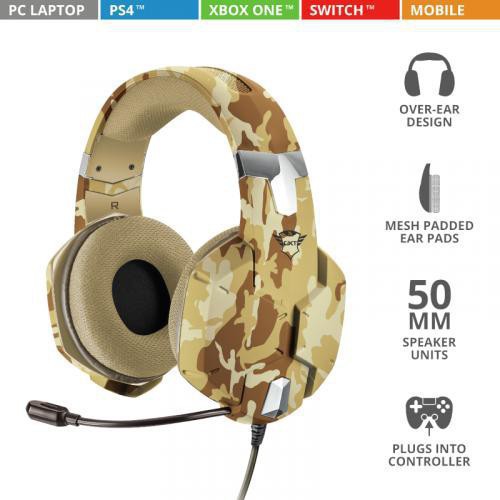 PC LAPTOP
PS4™
XBOX ONE™
SWITCH™
MOBILE
R
GXT
OVER-EAR
DESIGN
MESH PADDED
EAR PADS
50
MM
SPEAKER
UNITS
PLUGS INTO
CONTROLLER